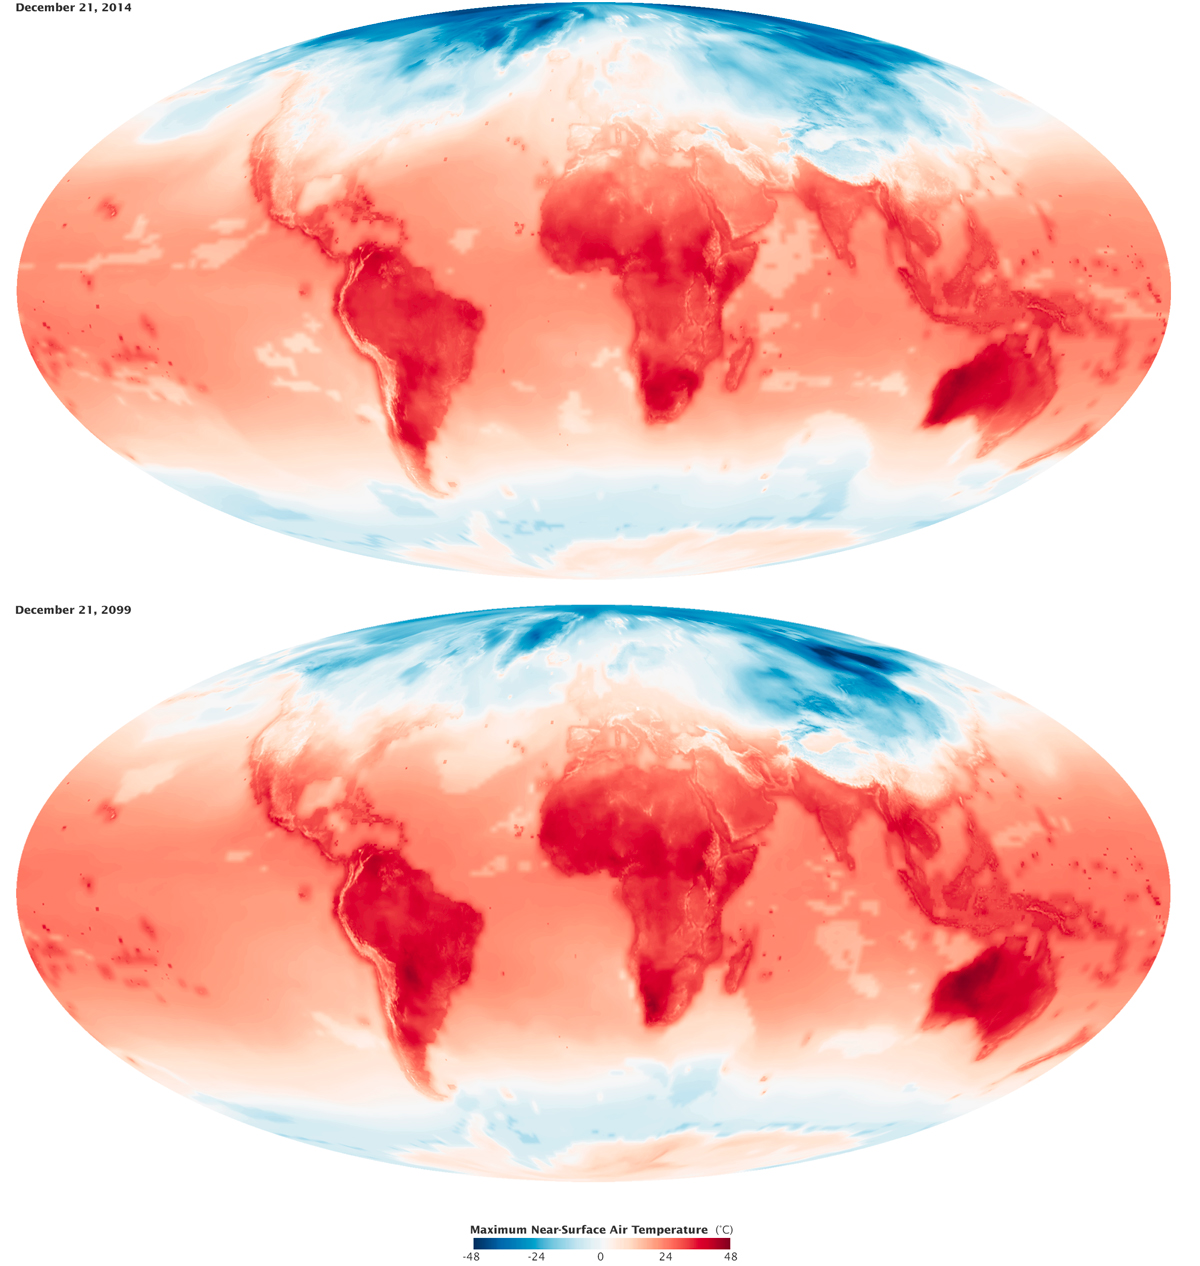 December 21, 2014
December 21, 2099
Maximum Near-Surface Air Temperature (°C)
-48 -24 0 24 48